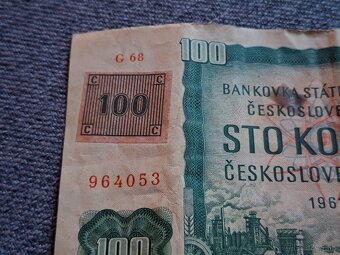 G 68
100
C C
100
C C
964053
BANKOVKA STÁT
ČESKOSLOVE
STO KO
ČESKOSLOVE
196
100